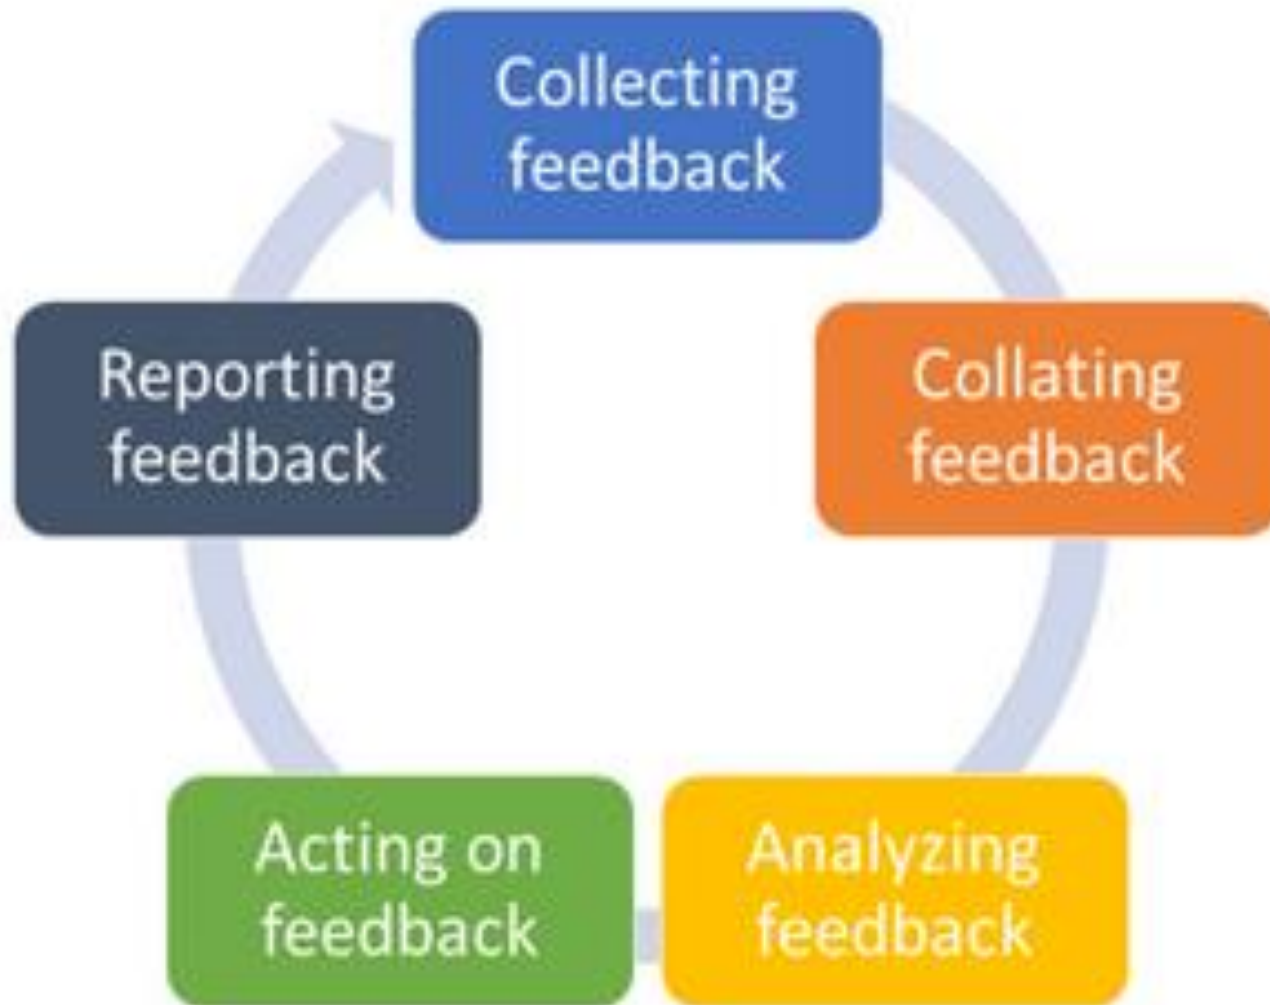 Collecting
feedback
Collating
feedback
Analyzing
feedback
Acting on
feedback
Reporting
feedback